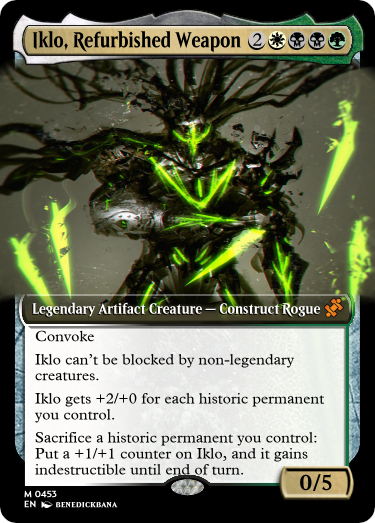 Iklo, Refurbished Weapon 2
Legendary Artifact Creature — Construct Rogue
Convoke
Iklo can't be blocked by non-legendary
creatures.
Iklo gets +2/+0 for each historic permanent
you control.
Sacrifice a historic permanent you control:
Put a +1/+1 counter on Iklo, and it gains
indestructible until end of turn.
0/5
M 0453
EN BENEDICKBANA